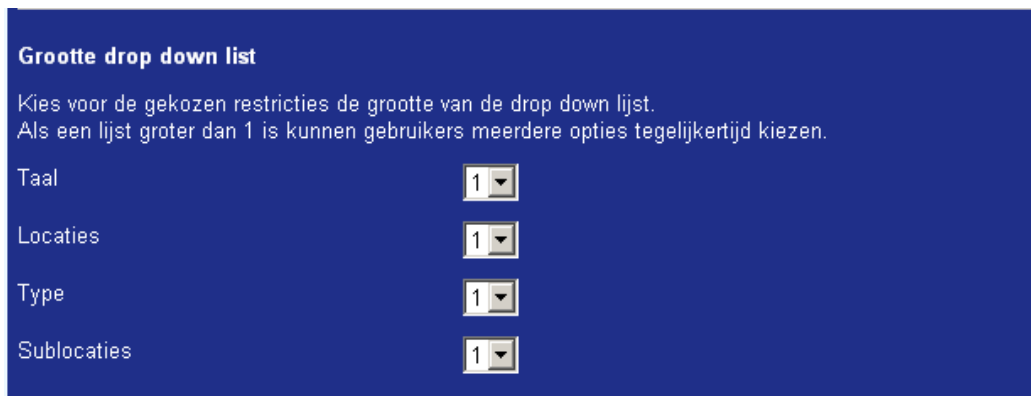 Grootte drop down list
Kies voor de gekozen restricties de grootte van de drop down lijst.
Als een lijst groter dan 1 is kunnen gebruikers meerdere opties tegelijkertijd kiezen.
Taal 1
Locaties 1
Type 1
Sublocaties 1